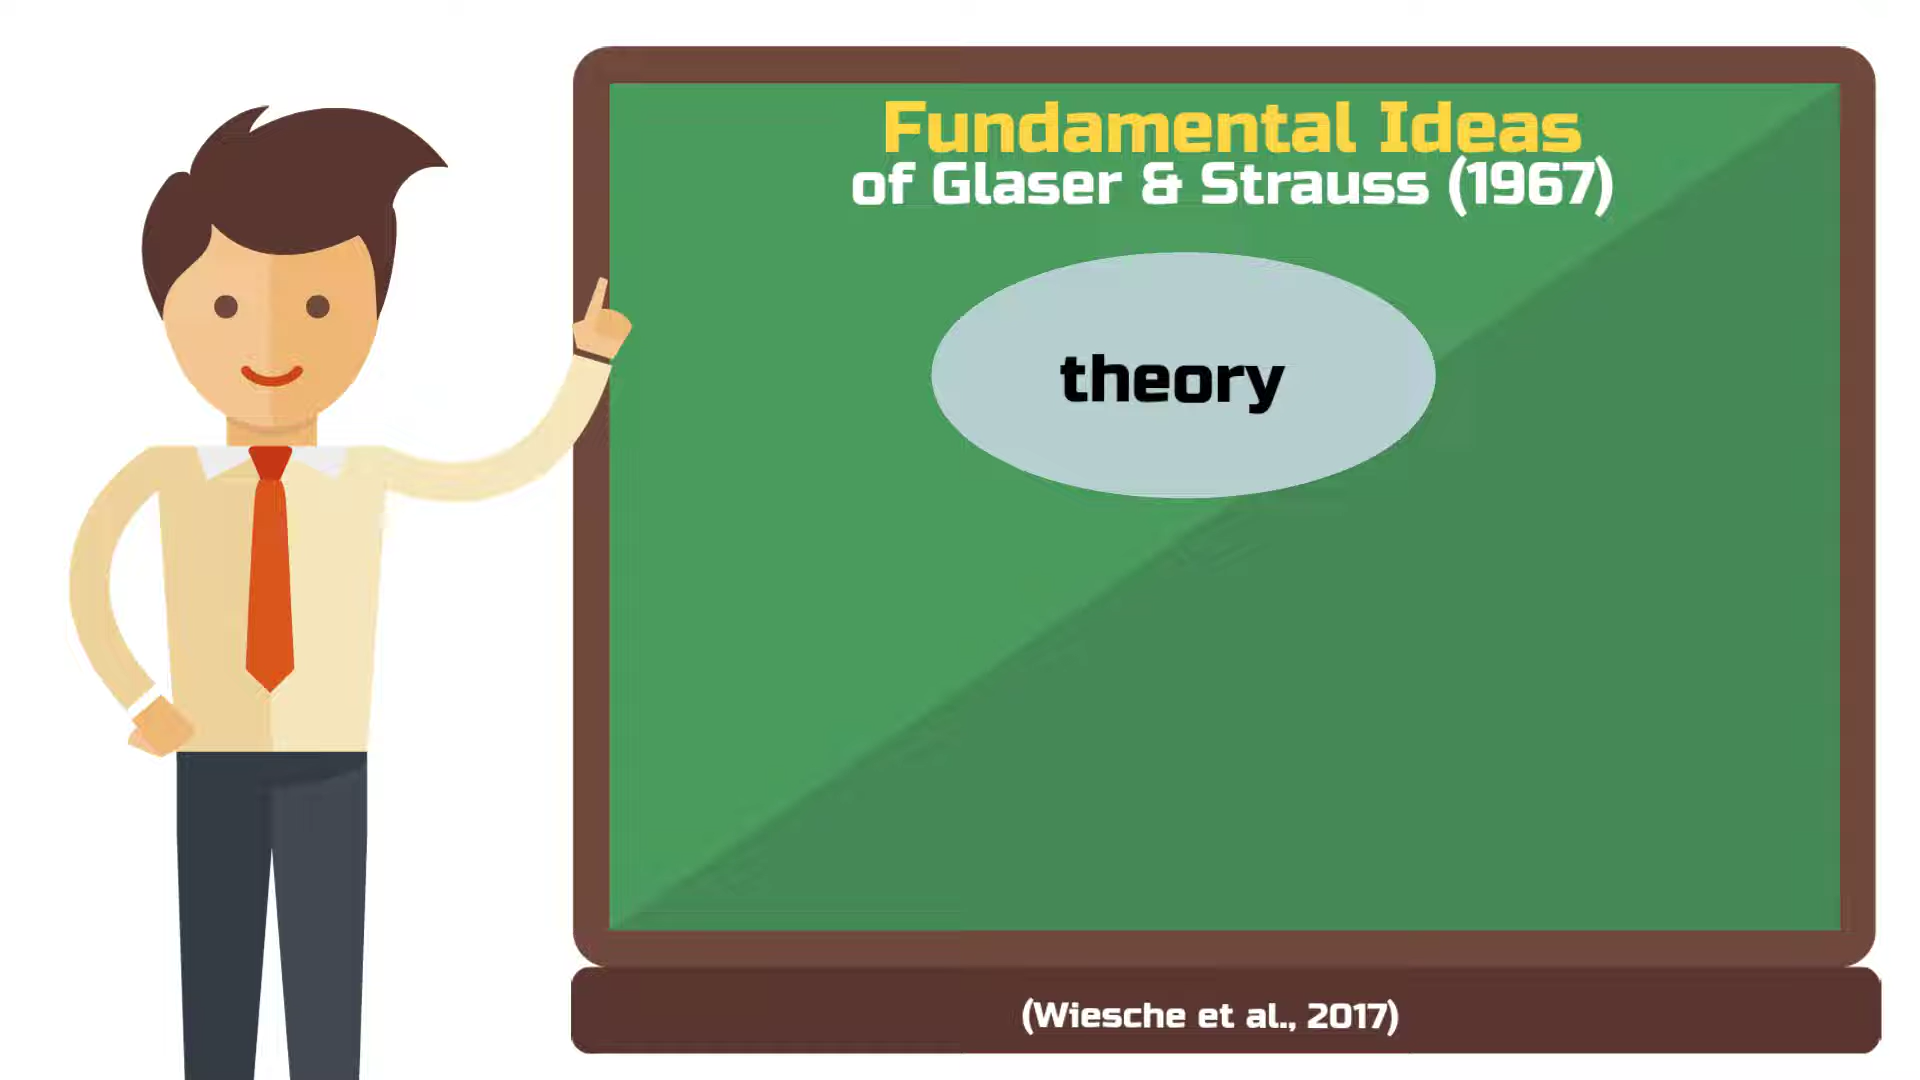 Fundamental Ideas
of Glaser & Strauss (1967)
theory
(Wiesche et al., 2017)